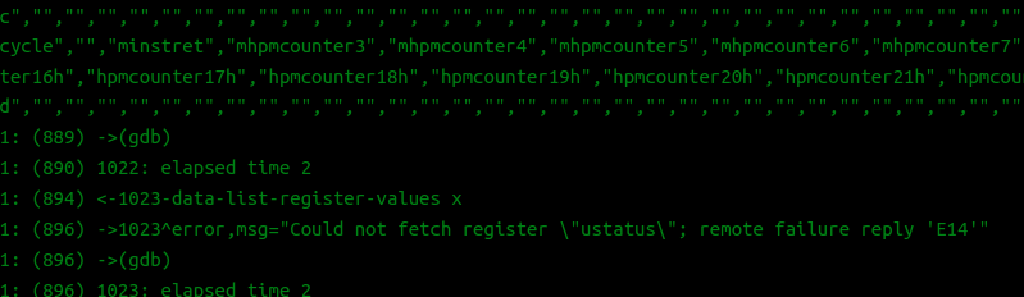 c","","","","","","","","","","","","","","","","","","","","","","","","","","","","","","",""
cycle","","minstret","mhpmcounter3","mhpmcounter4","mhpmcounter5","mhpmcounter6","mhpmcounter7"
ter16h","hpmcounter17h","hpmcounter18h","hpmcounter19h","hpmcounter20h","hpmcounter21h","hpmcou
d","","","","","","","","","","","","","","","","","","","","","","","","","","","","","","",""
1: (889) ->(gdb)
1: (890) 1022: elapsed time 2
1: (894) <-1023-data-list-register-values x
1: (896) ->1023^error,msg="Could not fetch register \"ustatus\"; remote failure reply 'E14'"
1: (896) ->(gdb)
1: (896) 1023: elapsed time 2